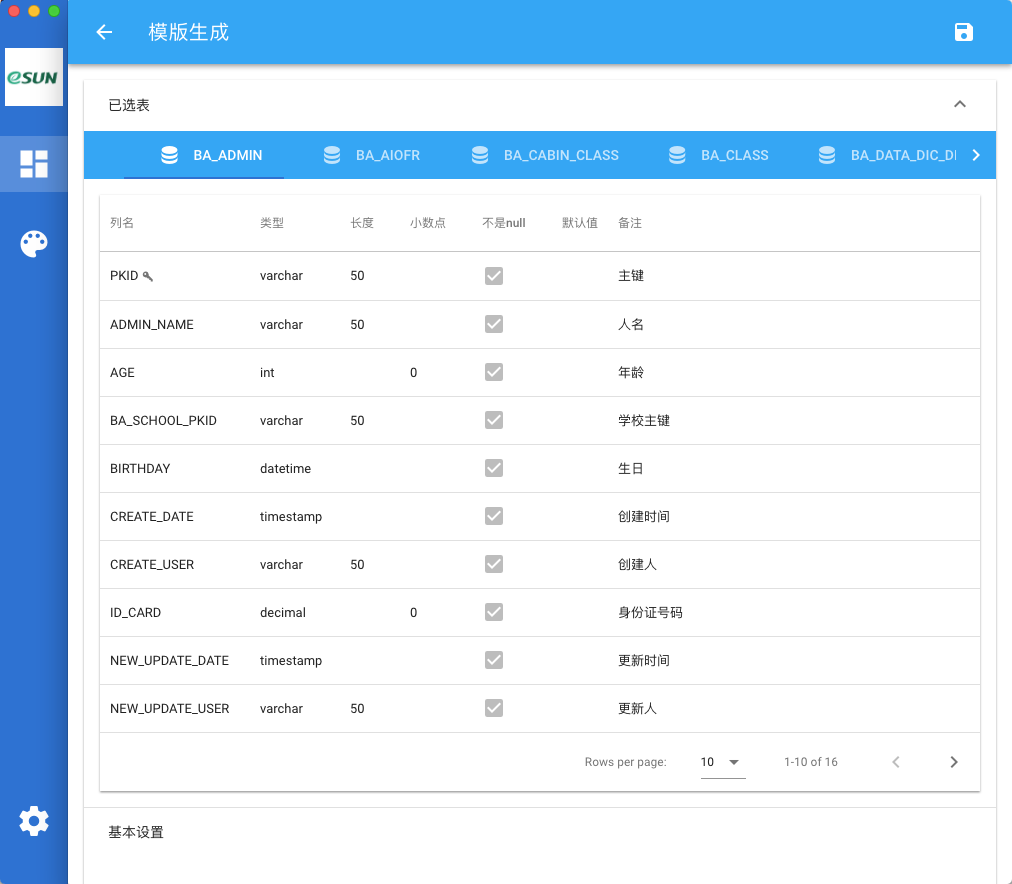 模版生成
eSUN
已选表
BA_ADMIN BA_AIOFR BA_CABIN_CLASS BA_CLASS BA_DATA_DIC_DI
列名 类型 长度 小数点 不是null 默认值 备注
PKID varchar 50 主键
ADMIN_NAME varchar 50 人名
AGE int 0 年龄
BA_SCHOOL_PKID varchar 50 学校主键
BIRTHDAY datetime 生日
CREATE_DATE timestamp 创建时间
CREATE_USER varchar 50 创建人
ID_CARD decimal 0 身份证号码
NEW_UPDATE_DATE timestamp 更新时间
NEW_UPDATE_USER varchar 50 更新人
Rows per page: 10 1-10 of 16
基本设置